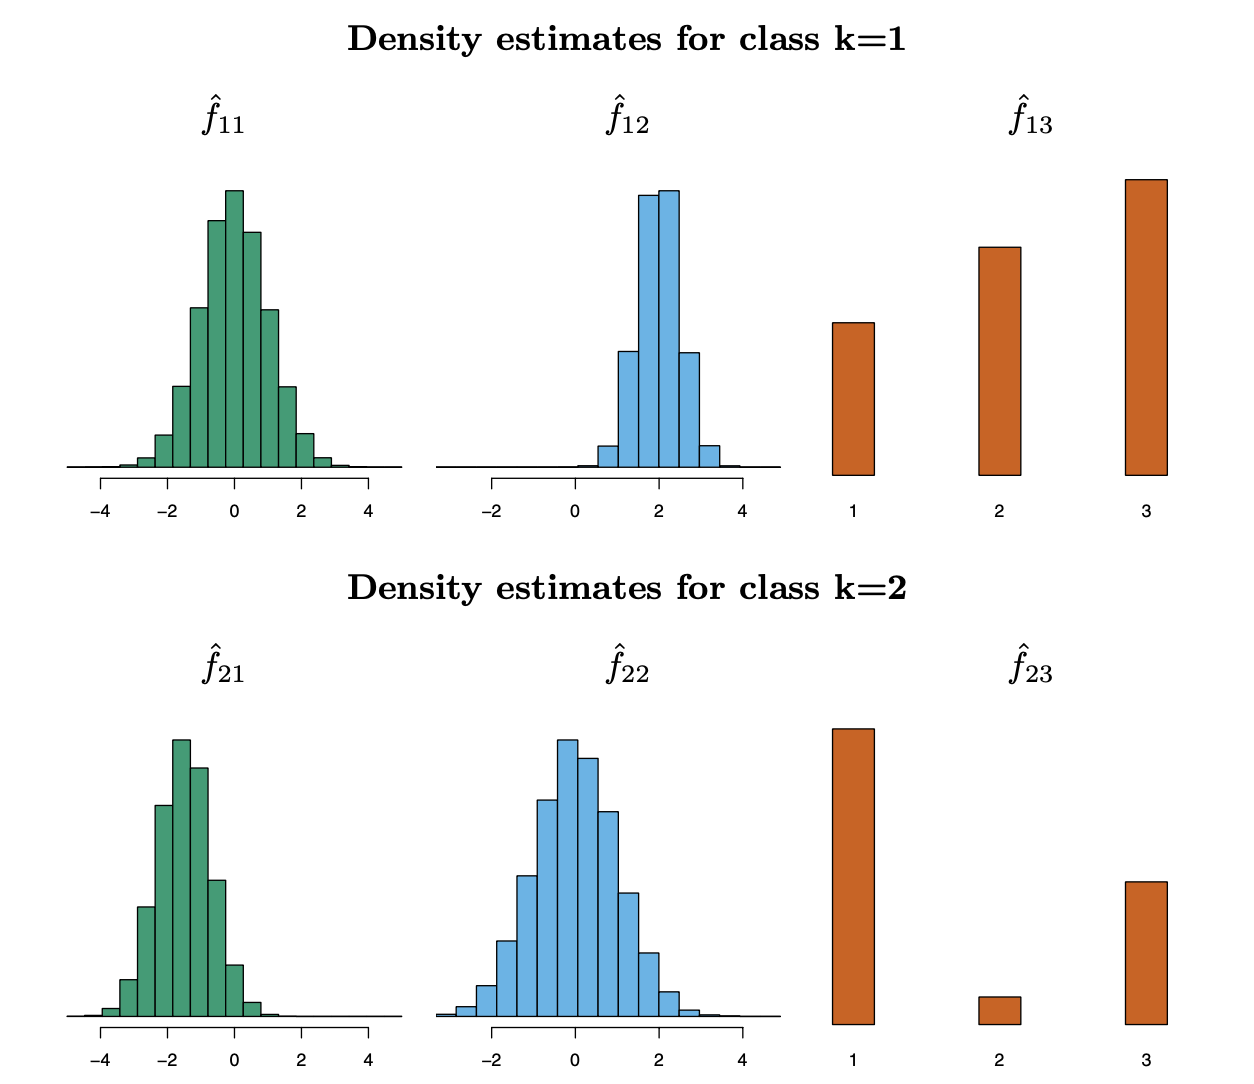 Density estimates for class k=1
f̂11 f̂12 f̂13
−4 −2 0 2 4 −2 0 2 4 1 2 3
Density estimates for class k=2
f̂21 f̂22 f̂23
−4 −2 0 2 4 −2 0 2 4 1 2 3